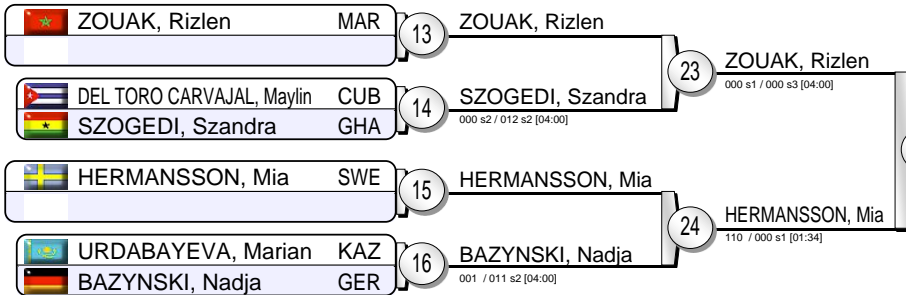 ZOUAK, Rizlen MAR
13
ZOUAK, Rizlen
23
ZOUAK, Rizlen
000 s1 / 000 s3 [04:00]
DEL TORO CARVAJAL, Maylin CUB
SZOGEDI, Szandra GHA
14
SZOGEDI, Szandra
000 s2 / 012 s2 [04:00]
HERMANSSON, Mia SWE
15
HERMANSSON, Mia
24
HERMANSSON, Mia
110 / 000 s1 [01:34]
URDABAYEVA, Marian KAZ
BAZYNSKI, Nadja GER
16
BAZYNSKI, Nadja
001 / 011 s2 [04:00]